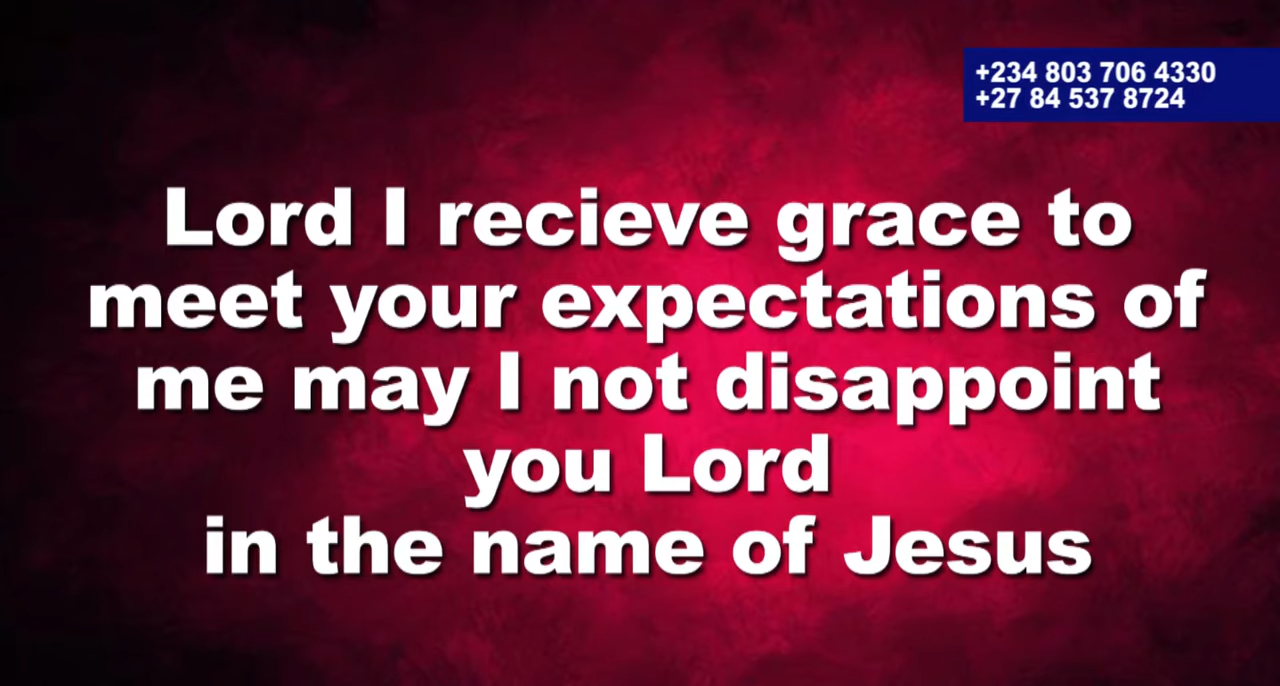 +234 803 706 4330
+27 84 537 8724
Lord I recieve grace to
meet your expectations of
me may I not disappoint
you Lord
in the name of Jesus